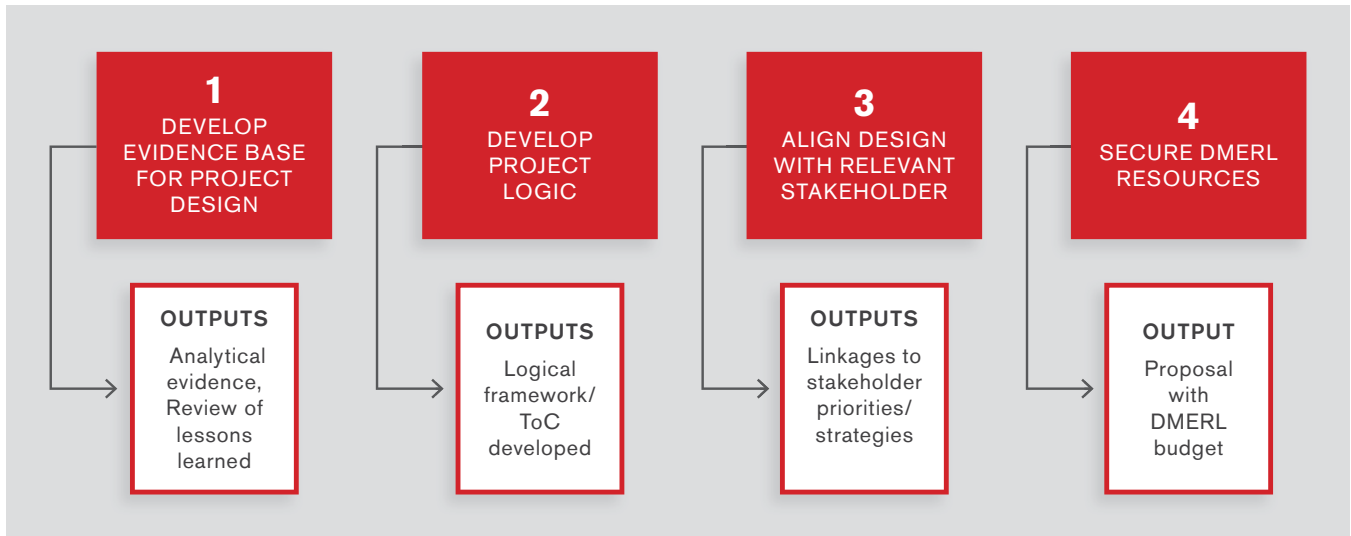 1
DEVELOP
EVIDENCE BASE
FOR PROJECT
DESIGN
OUTPUTS
Analytical
evidence,
Review of
lessons
learned
2
DEVELOP
PROJECT
LOGIC
OUTPUTS
Logical
framework/
ToC
developed
3
ALIGN DESIGN
WITH RELEVANT
STAKEHOLDER
OUTPUTS
Linkages to
stakeholder
priorities/
strategies
4
SECURE DMERL
RESOURCES
OUTPUT
Proposal
with
DMERL
budget